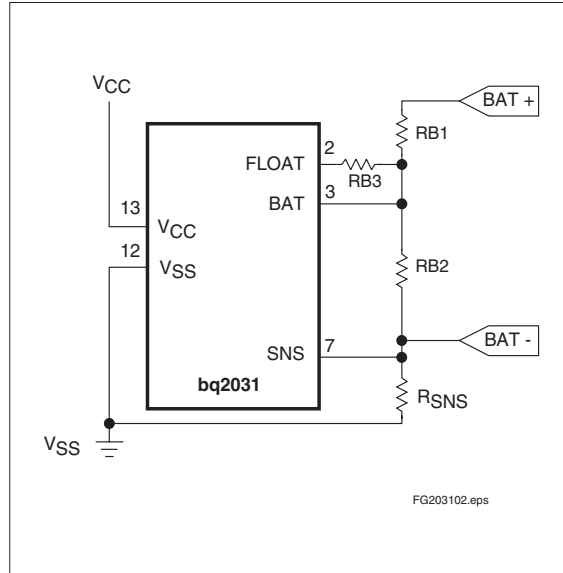 VCC
BAT +
2
RB1
FLOAT
RB3
3
BAT
13
VCC
12
VSS
RB2
BAT -
7
SNS
bq2031
RSNS
VSS
FG203102.eps